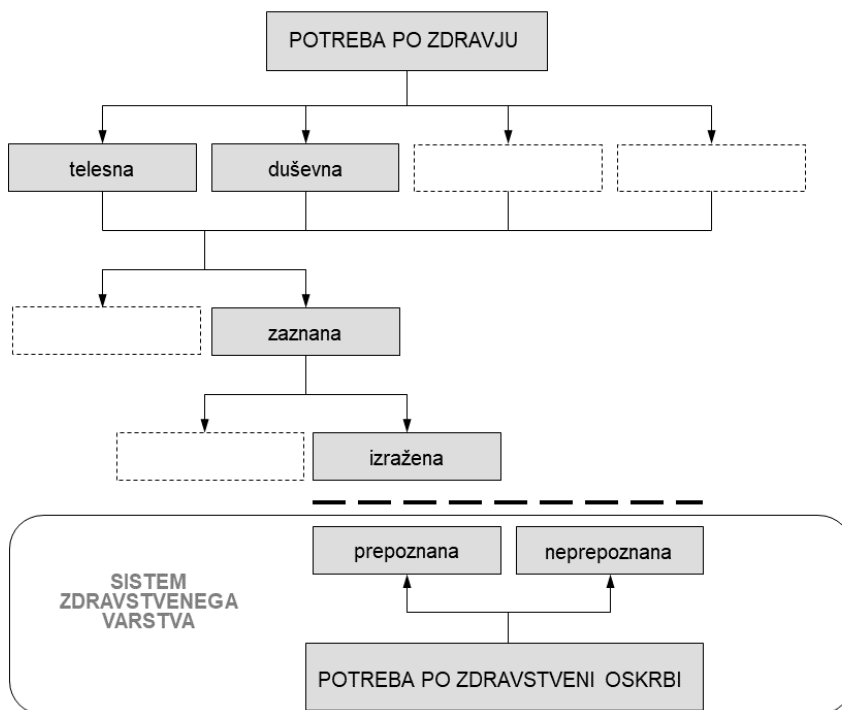 POTREBA PO ZDRAVJU
telesna
duševna
zaznana
izražena
prepoznana
neprepoznana
SISTEM
ZDRAVSTVENEGA
VARSTVA
POTREBA PO ZDRAVSTVENI OSKRBI